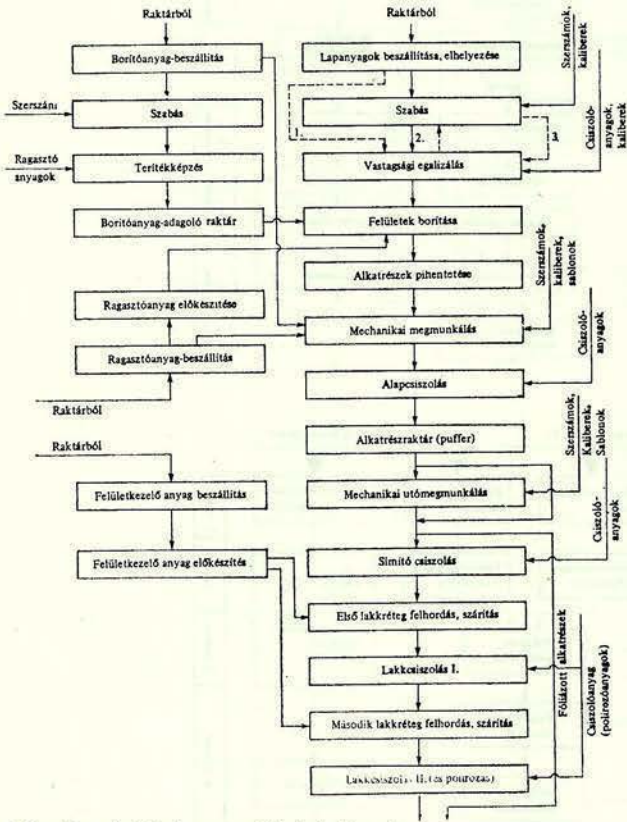 Raktárból
Raktárból
Borítóanyag-beszállítás
Lapanyagok beszállítása, elhelyezése
Szerszámok,
kaliberek
Szerszám
Szabás
Szabás
1.
2.
3.
Csiszoló-
anyagok,
kaliberek
Ragasztó
anyagok
Terítékképzés
Vastagsági egalizálás
Borítóanyag-adagoló raktár
Felületek borítása
Alkatrészek pihentetése
Szerszámok,
kaliberek,
sablonok
Ragasztóanyag előkészítése
Mechanikai megmunkálás
Ragasztóanyag-beszállítás
Alapcsiszolás
Csiszoló-
anyagok
Raktárból
Raktárból
Alkatrészraktár (puffer)
Szerszámok,
Kaliberek,
Sablonok
Felületkezelő anyag beszállítás
Mechanikai utómegmunkálás
Csiszoló-
anyagok
Felületkezelő anyag előkészítés
Simító csiszolás
Első lakkréteg felhordás, szárítás
Lakkcsiszolás I.
Fóliázott alkatrészek
Csiszolóanyag
(polírozóanyagok)
Második lakkréteg felhordás, szárítás
II. (és polírozás)